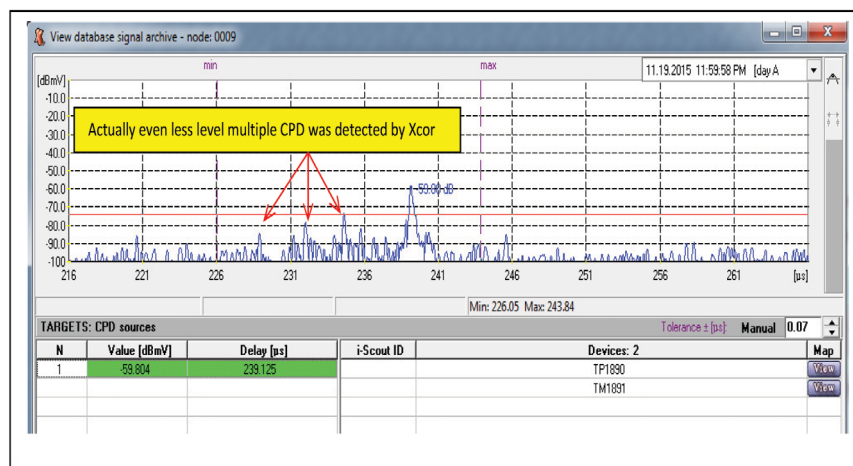 View database signal archive - node: 0009
min
max
11.19.2015 11:59:58 PM [day A
[dBmV]
-10.0
-20.0
-30.0
-40.0
-50.0
-60.0
-70.0
-80.0
-90.0
-100
Actually even less level multiple CPD was detected by Xcor
-59.80 dB
216 221 226 231 236 241 246 251 256 261 [µs]
Min: 226.05 Max: 243.84
TARGETS: CPD sources
Tolerance ± [µs]: Manual 0.07
N Value [dBmV] Delay [µs] i-Scout ID Devices: 2 Map
1 -59.804 239.125 TP1890 View
TM1891 View